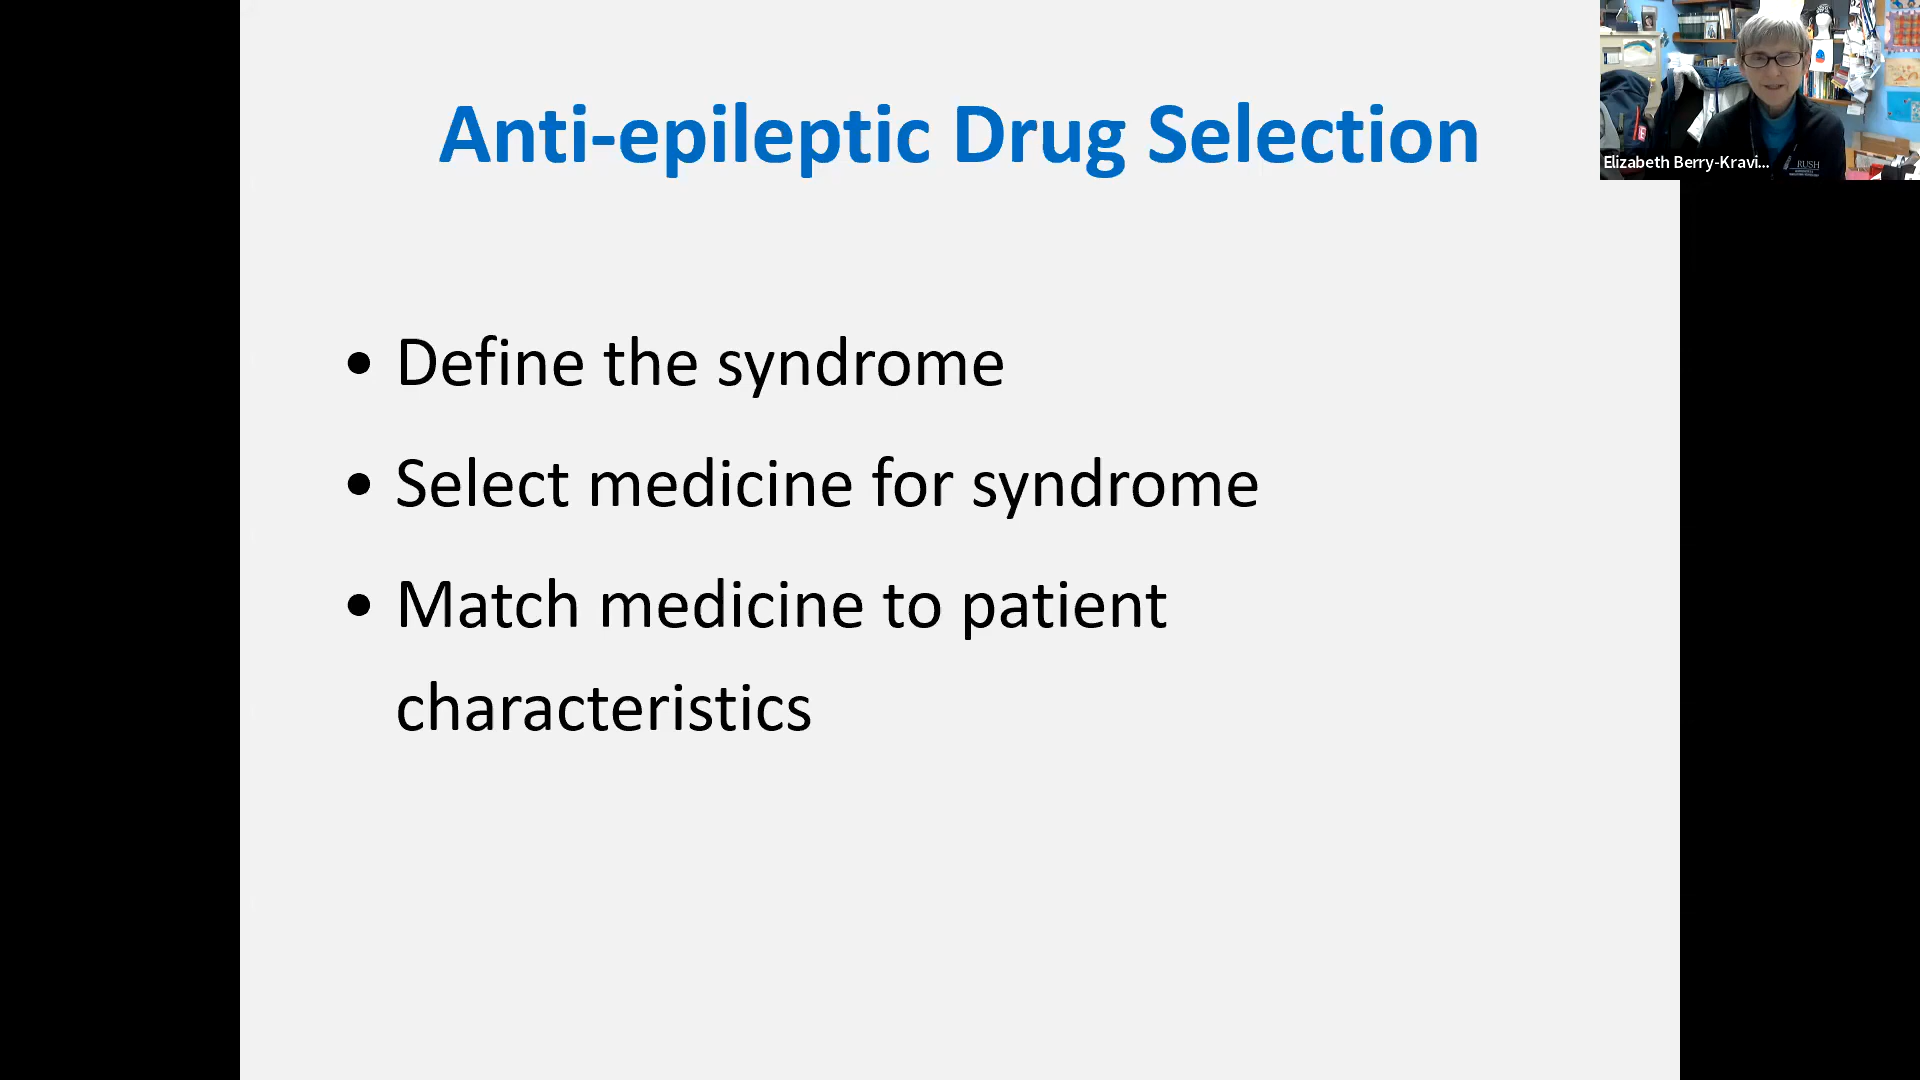 Anti-epileptic Drug Selection
• Define the syndrome
• Select medicine for syndrome
• Match medicine to patient
characteristics
Elizabeth Berry-Kravi...
RUSH